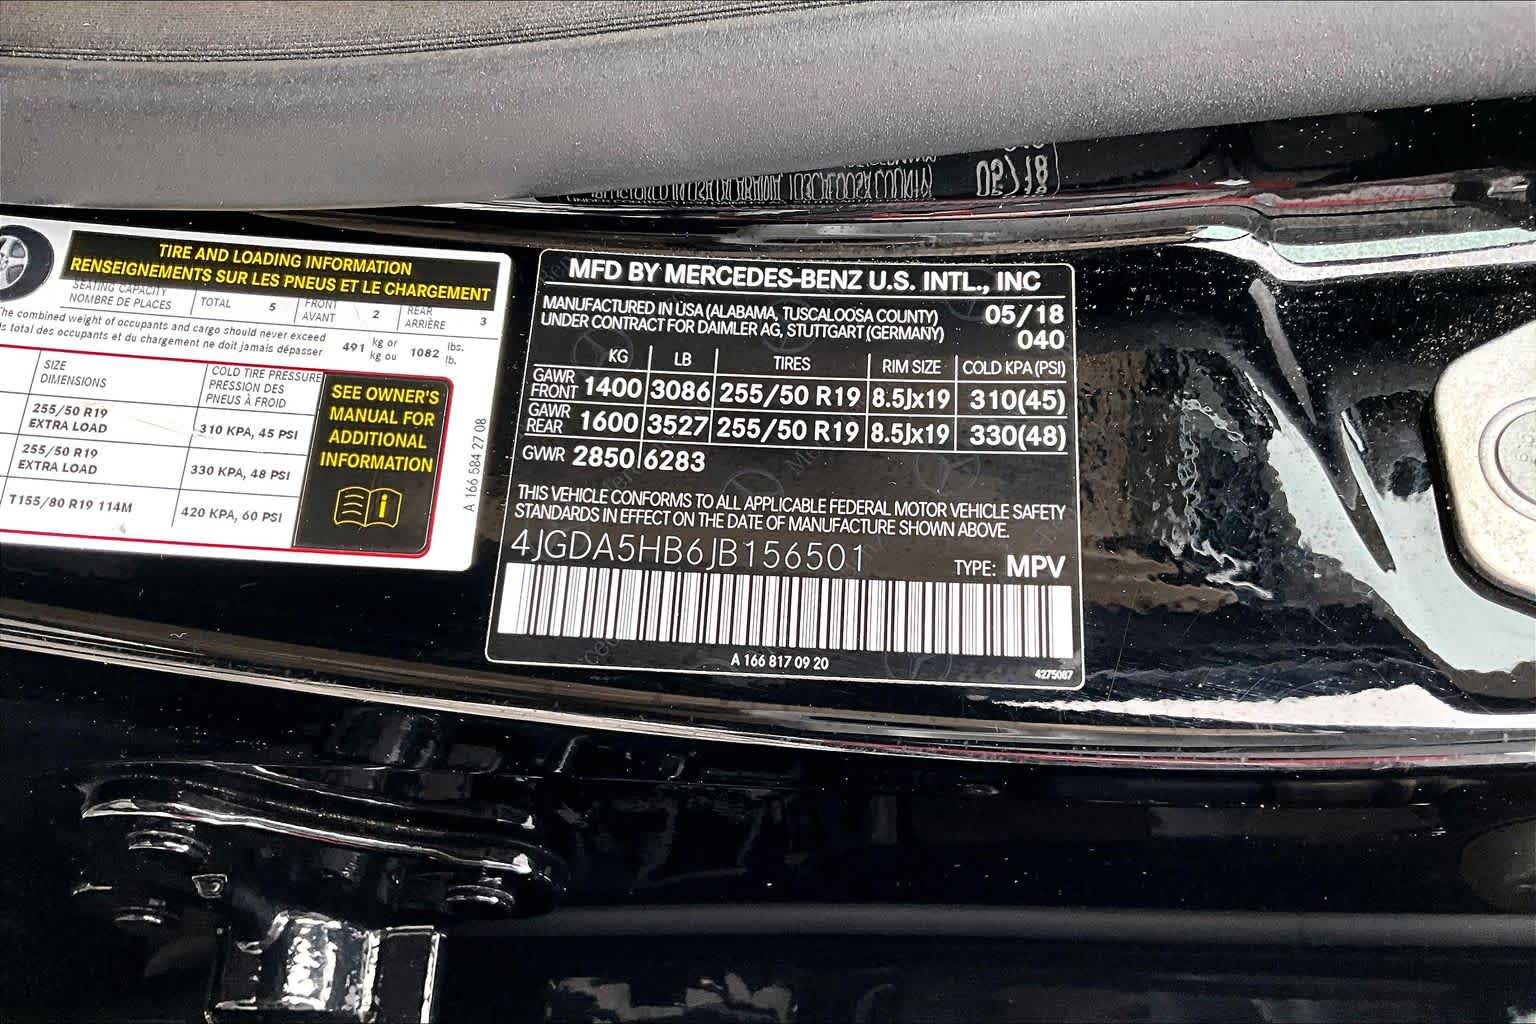 TIRE AND LOADING INFORMATION
RENSEIGNEMENTS SUR LES PNEUS ET LE CHARGEMENT
SEATING CAPACITY
NOMBRE DE PLACES
TOTAL 5
FRONT
AVANT 2
REAR
ARRIÈRE 3
The combined weight of occupants and cargo should never exceed
total des occupants et du chargement ne doit jamais dépasser
491 kg or
kg ou
1082 lbs.
lb.
SIZE
DIMENSIONS
COLD TIRE PRESSURE
PRESSION DES
PNEUS À FROID
255/50 R19
EXTRA LOAD
310 KPA, 45 PSI
255/50 R19
EXTRA LOAD
330 KPA, 48 PSI
T155/80 R19 114M
420 KPA, 60 PSI
SEE OWNER'S
MANUAL FOR
ADDITIONAL
INFORMATION
A 166 584 27 08
MFD BY MERCEDES-BENZ U.S. INTL., INC
MANUFACTURED IN USA (ALABAMA, TUSCALOOSA COUNTY) 05/18
UNDER CONTRACT FOR DAIMLER AG, STUTTGART (GERMANY) 040
KG LB TIRES RIM SIZE COLD KPA (PSI)
GAWR
FRONT 1400 3086 255/50 R19 8.5Jx19 310(45)
GAWR
REAR 1600 3527 255/50 R19 8.5Jx19 330(48)
GVWR 2850 6283
THIS VEHICLE CONFORMS TO ALL APPLICABLE FEDERAL MOTOR VEHICLE SAFETY
STANDARDS IN EFFECT ON THE DATE OF MANUFACTURE SHOWN ABOVE.
4JGDA5HB6JB156501 TYPE: MPV
A 166 817 09 20
4275087